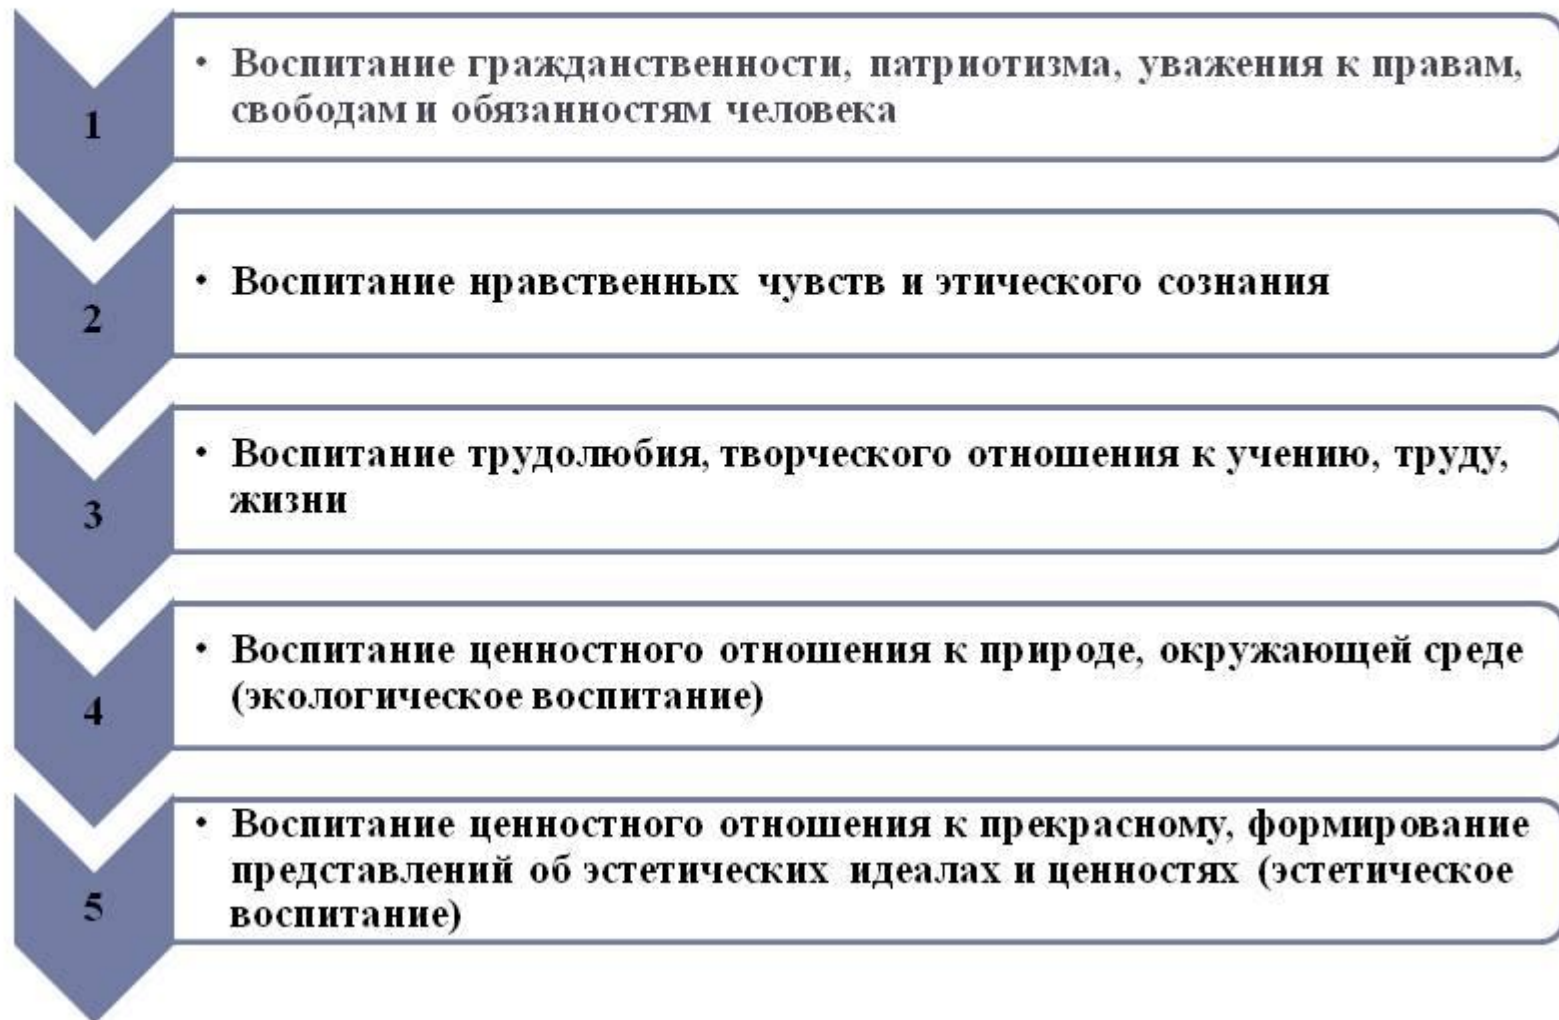 1
• Воспитание гражданственности, патриотизма, уважения к правам,
свободам и обязанностям человека
2
• Воспитание нравственных чувств и этического сознания
3
• Воспитание трудолюбия, творческого отношения к учению, труду,
жизни
4
• Воспитание ценностного отношения к природе, окружающей среде
(экологическое воспитание)
5
• Воспитание ценностного отношения к прекрасному, формирование
представлений об эстетических идеалах и ценностях (эстетическое
воспитание)